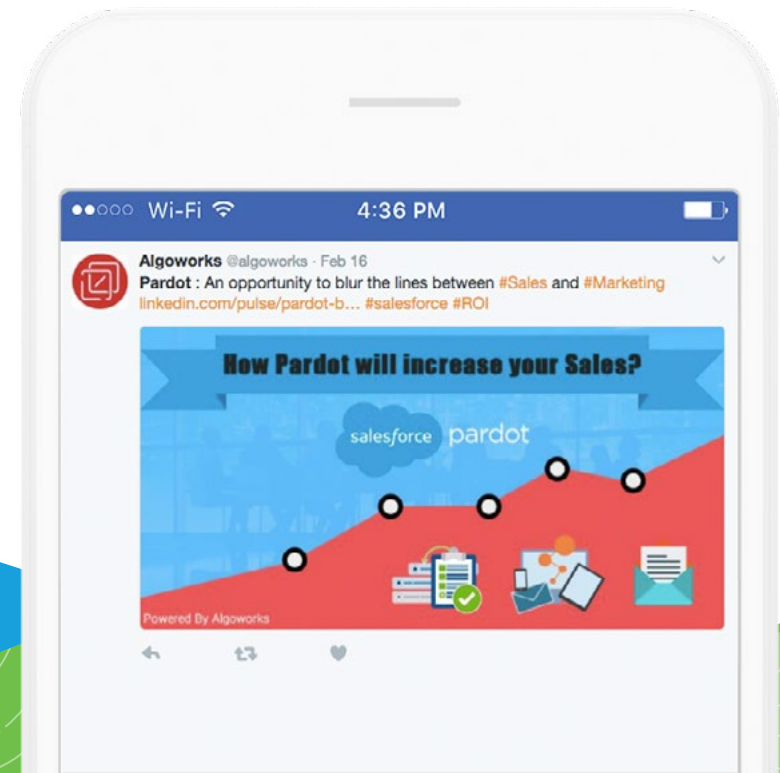 Wi-Fi 4:36 PM
Algoworks @algoworks · Feb 16
Pardot : An opportunity to blur the lines between #Sales and #Marketing
linkedin.com/pulse/pardot-b... #salesforce #ROI
How Pardot will increase your Sales?
salesforce pardot
Powered By Algoworks